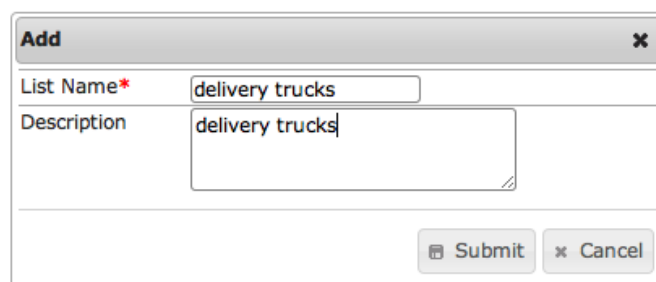 Add
List Name* delivery trucks
Description delivery trucks
Submit Cancel